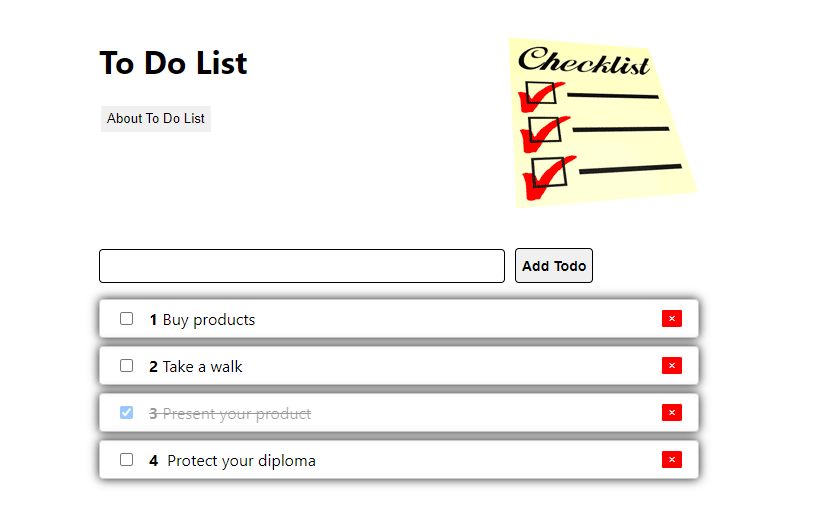 To Do List
Checklist
About To Do List
Add Todo
1 Buy products
×
2 Take a walk
×
3 Present your product
×
4 Protect your diploma
×